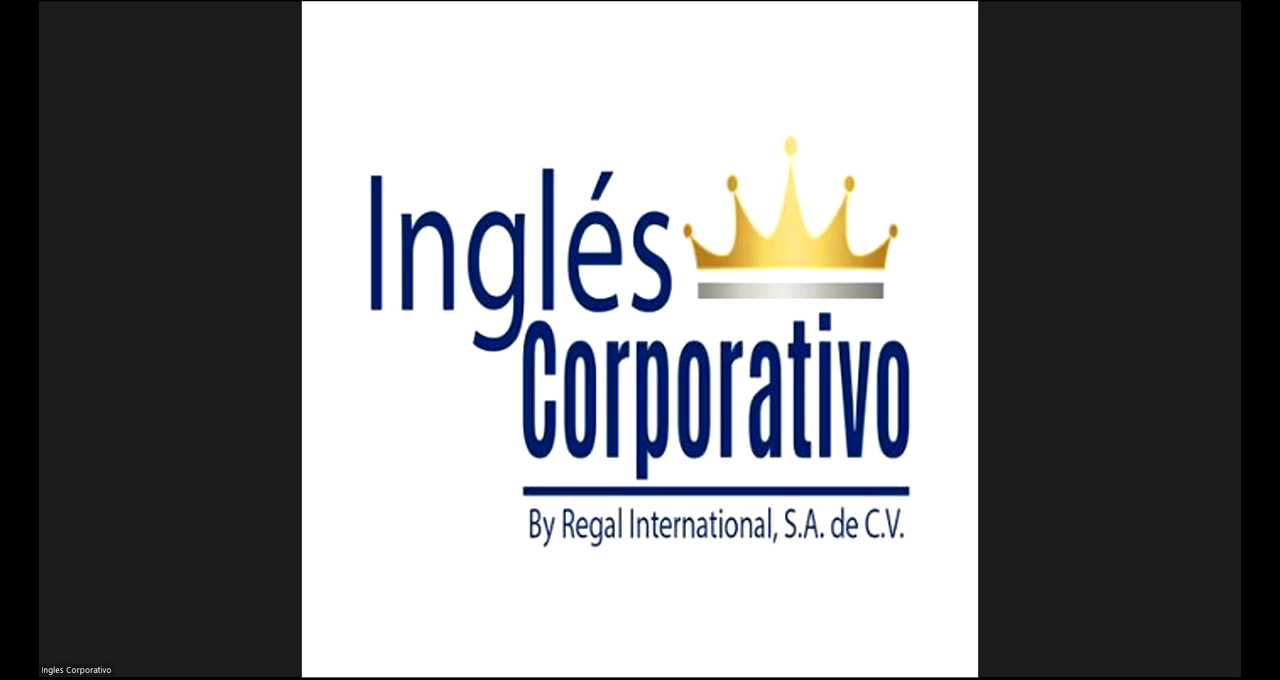 Inglés
Corporativo
By Regal International, S.A. de C.V.
Ingles Corporativo